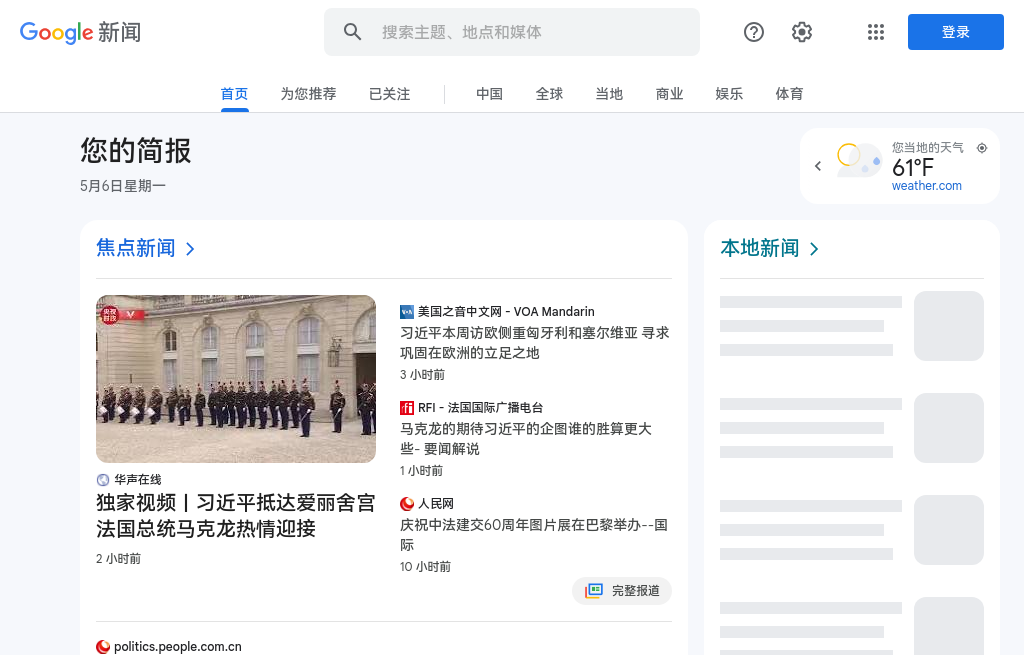 Google 新闻
搜索主题、地点和媒体
登录
首页
为您推荐
已关注
中国
全球
当地
商业
娱乐
体育
您的简报
5月6日星期一
您当地的天气
61°F
weather.com
焦点新闻
央视
时政
华声在线
独家视频丨习近平抵达爱丽舍宫
法国总统马克龙热情迎接
2 小时前
美国之音中文网 - VOA Mandarin
习近平本周访欧侧重匈牙利和塞尔维亚 寻求
巩固在欧洲的立足之地
3 小时前
RFI - 法国国际广播电台
马克龙的期待习近平的企图谁的胜算更大
些- 要闻解说
1 小时前
人民网
庆祝中法建交60周年图片展在巴黎举办--国
际
10 小时前
完整报道
politics.people.com.cn
本地新闻